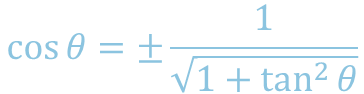 cos θ = ± 1 / √(1 + tan² θ)